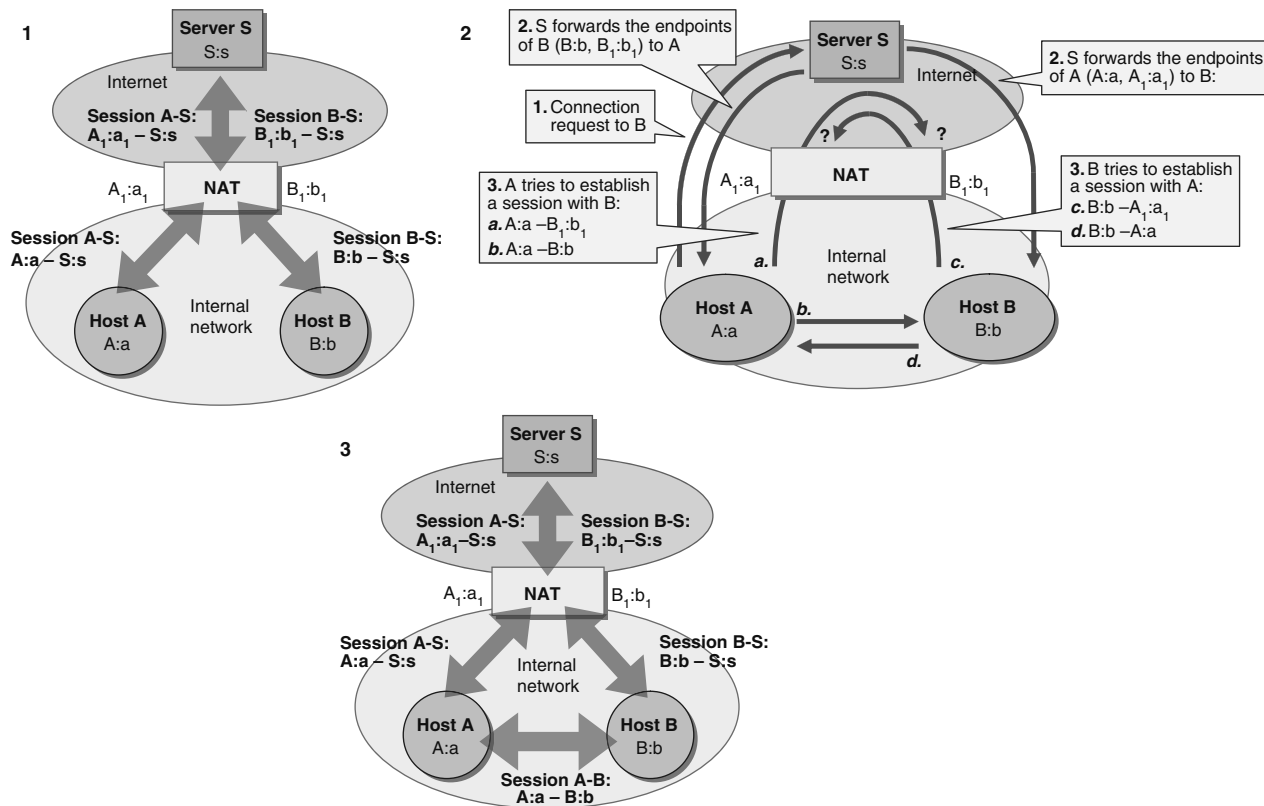 1
Server S
S:s
Internet
Session A-S:
A₁:a₁ – S:s
Session B-S:
B₁:b₁ – S:s
A₁:a₁
NAT
B₁:b₁
Session A-S:
A:a – S:s
Session B-S:
B:b – S:s
Internal
network
Host A
A:a
Host B
B:b
2
2. S forwards the endpoints
of B (B:b, B₁:b₁) to A
Server S
S:s
Internet
2. S forwards the endpoints
of A (A:a, A₁:a₁) to B:
1. Connection
request to B
?
?
A₁:a₁
NAT
B₁:b₁
3. A tries to establish
a session with B:
a. A:a –B₁:b₁
b. A:a –B:b
3. B tries to establish
a session with A:
c. B:b –A₁:a₁
d. B:b –A:a
Internal
network
a.
c.
Host A
A:a
b.
d.
Host B
B:b
3
Server S
S:s
Internet
Session A-S:
A₁:a₁–S:s
Session B-S:
B₁:b₁–S:s
A₁:a₁
NAT
B₁:b₁
Session A-S:
A:a – S:s
Session B-S:
B:b – S:s
Internal
network
Host A
A:a
Host B
B:b
Session A-B:
A:a – B:b